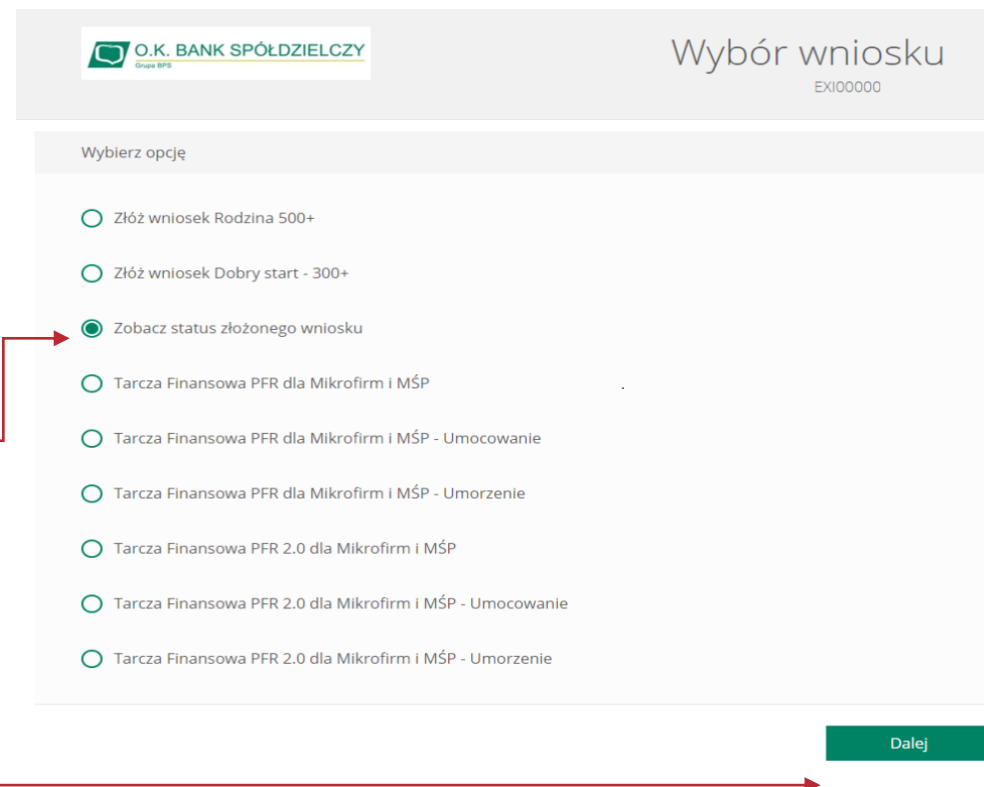 O.K. BANK SPÓŁDZIELCZY
Grupa BPS
Wybór wniosku
EXI00000
Wybierz opcję
Złóż wniosek Rodzina 500+
Złóż wniosek Dobry start - 300+
Zobacz status złożonego wniosku
Tarcza Finansowa PFR dla Mikrofirm i MŚP
Tarcza Finansowa PFR dla Mikrofirm i MŚP - Umocowanie
Tarcza Finansowa PFR dla Mikrofirm i MŚP - Umorzenie
Tarcza Finansowa PFR 2.0 dla Mikrofirm i MŚP
Tarcza Finansowa PFR 2.0 dla Mikrofirm i MŚP - Umocowanie
Tarcza Finansowa PFR 2.0 dla Mikrofirm i MŚP - Umorzenie
Dalej